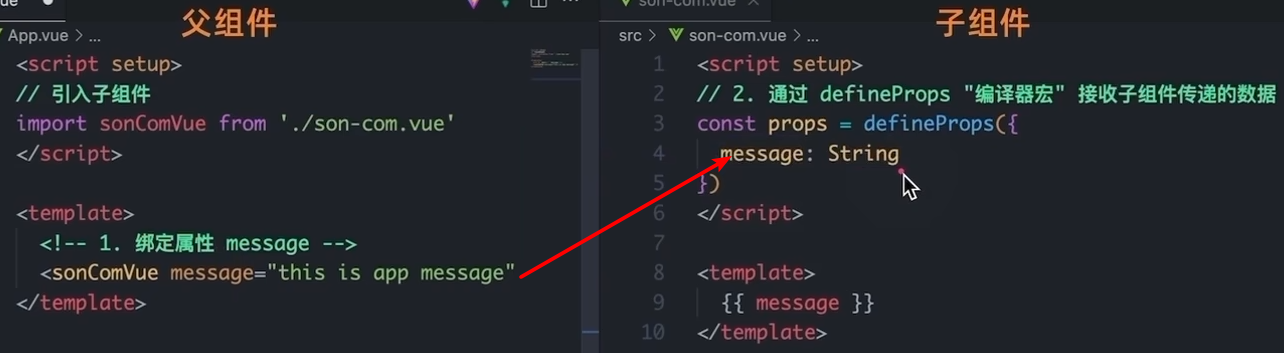 父组件
App.vue > ...
<script setup>
// 引入子组件
import sonComVue from './son-com.vue'
</script>
<template>
<!-- 1. 绑定属性 message -->
<sonComVue message="this is app message"
</template>
son-com.vue
子组件
src > son-com.vue > ...
1 <script setup>
2 // 2. 通过 defineProps "编译器宏" 接收子组件传递的数据
3 const props = defineProps({
4 message: String
5 })
6 </script>
7
8 <template>
9 {{ message }}
10 </template>